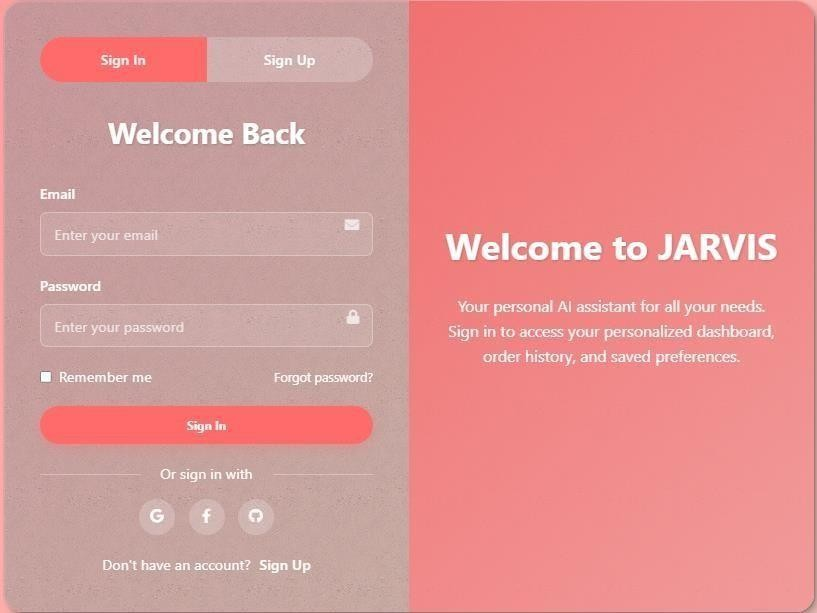 Sign In
Sign Up
Welcome Back
Email
Enter your email
Password
Enter your password
Remember me
Forgot password?
Sign In
Or sign in with
Don't have an account? Sign Up
Welcome to JARVIS
Your personal AI assistant for all your needs.
Sign in to access your personalized dashboard,
order history, and saved preferences.